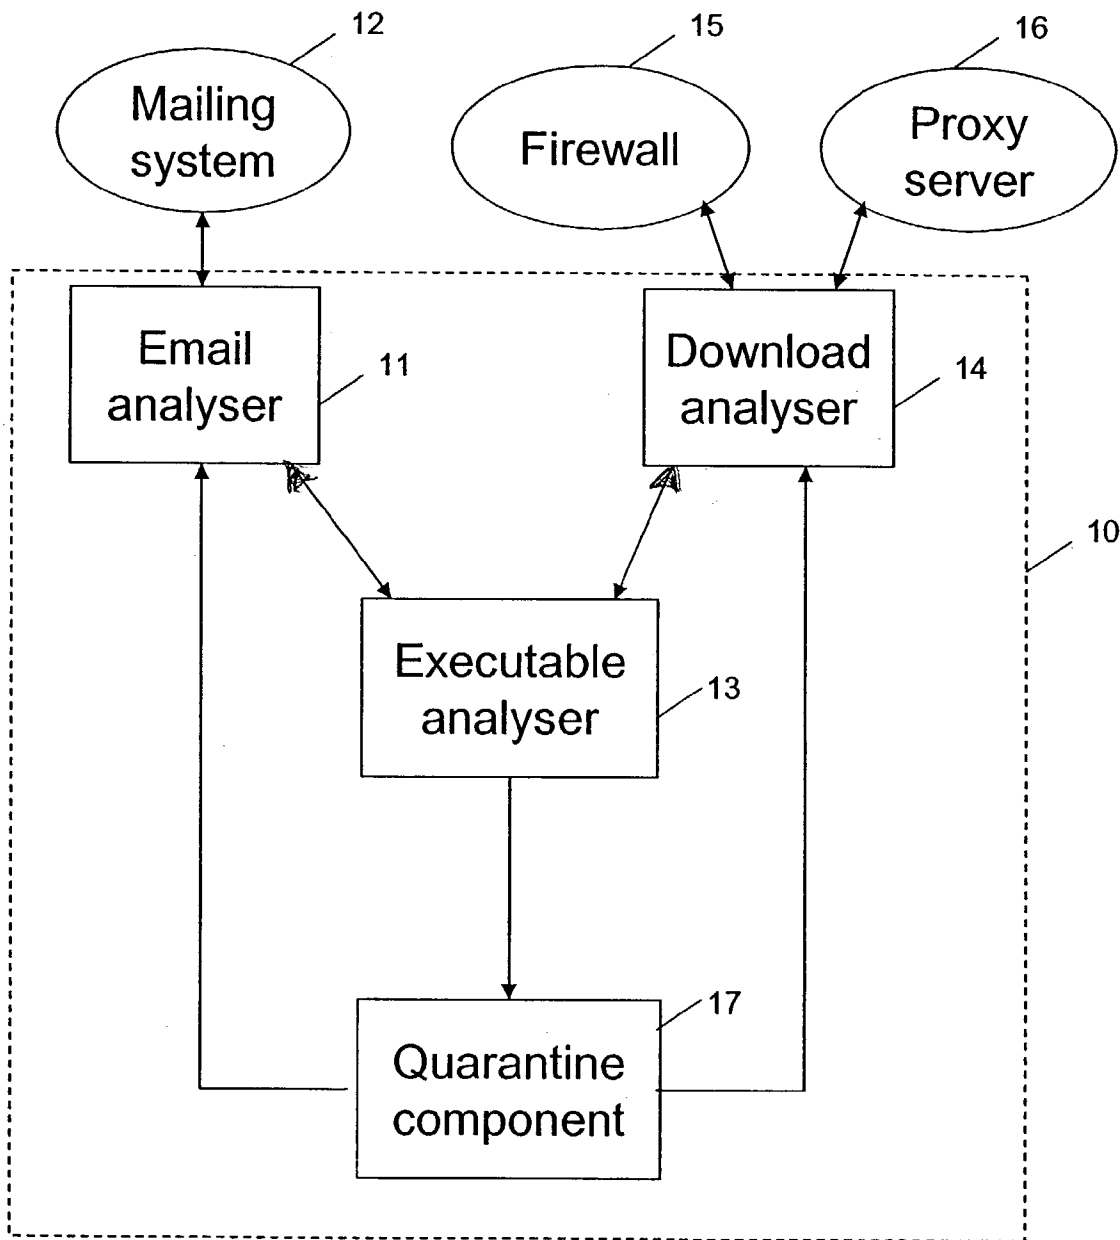 12
15
16
Mailing
system
Firewall
Proxy
server
Email
analyser
11
Download
analyser
14
10
Executable
analyser
13
17
Quarantine
component